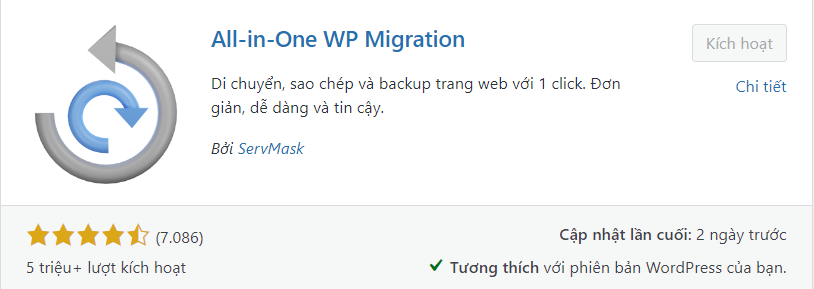 All-in-One WP Migration
Kích hoạt
Di chuyển, sao chép và backup trang web với 1 click. Đơn
giản, dễ dàng và tin cậy.
Chi tiết
Bởi ServMask
(7.086)
Cập nhật lần cuối: 2 ngày trước
5 triệu+ lượt kích hoạt
Tương thích với phiên bản WordPress của bạn.